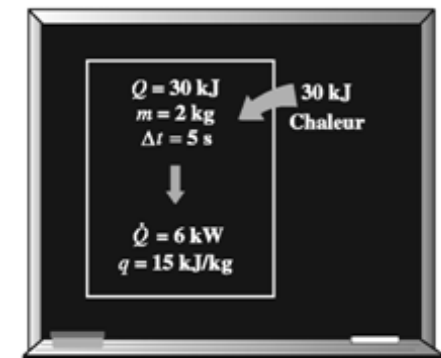 Q = 30 kJ
m = 2 kg
Δt = 5 s
30 kJ
Chaleur
Q̇ = 6 kW
q = 15 kJ/kg